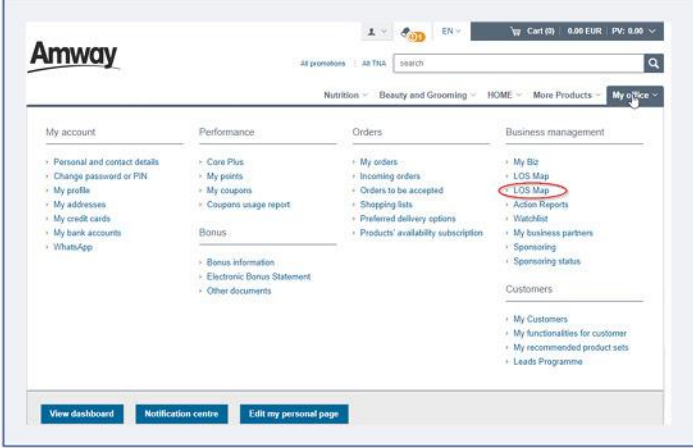 EN
Cart (0) 0.00 EUR PV: 0.00
Amway
All promotions All TNA search
Nutrition Beauty and Grooming HOME More Products My office
My account
Personal and contact details
Change password or PIN
My profile
My addresses
My credit cards
My bank accounts
WhatsApp
Performance
Core Plus
My points
My coupons
Coupons usage report
Bonus
Bonus information
Electronic Bonus Statement
Other documents
Orders
My orders
Incoming orders
Orders to be accepted
Shopping lists
Preferred delivery options
Products' availability subscription
Business management
My Biz
LOS Map
LOS Map
Action Reports
Watchlist
My business partners
Sponsoring
Sponsoring status
Customers
My Customers
My functionalities for customer
My recommended product sets
Leads Programme
View dashboard Notification centre Edit my personal page